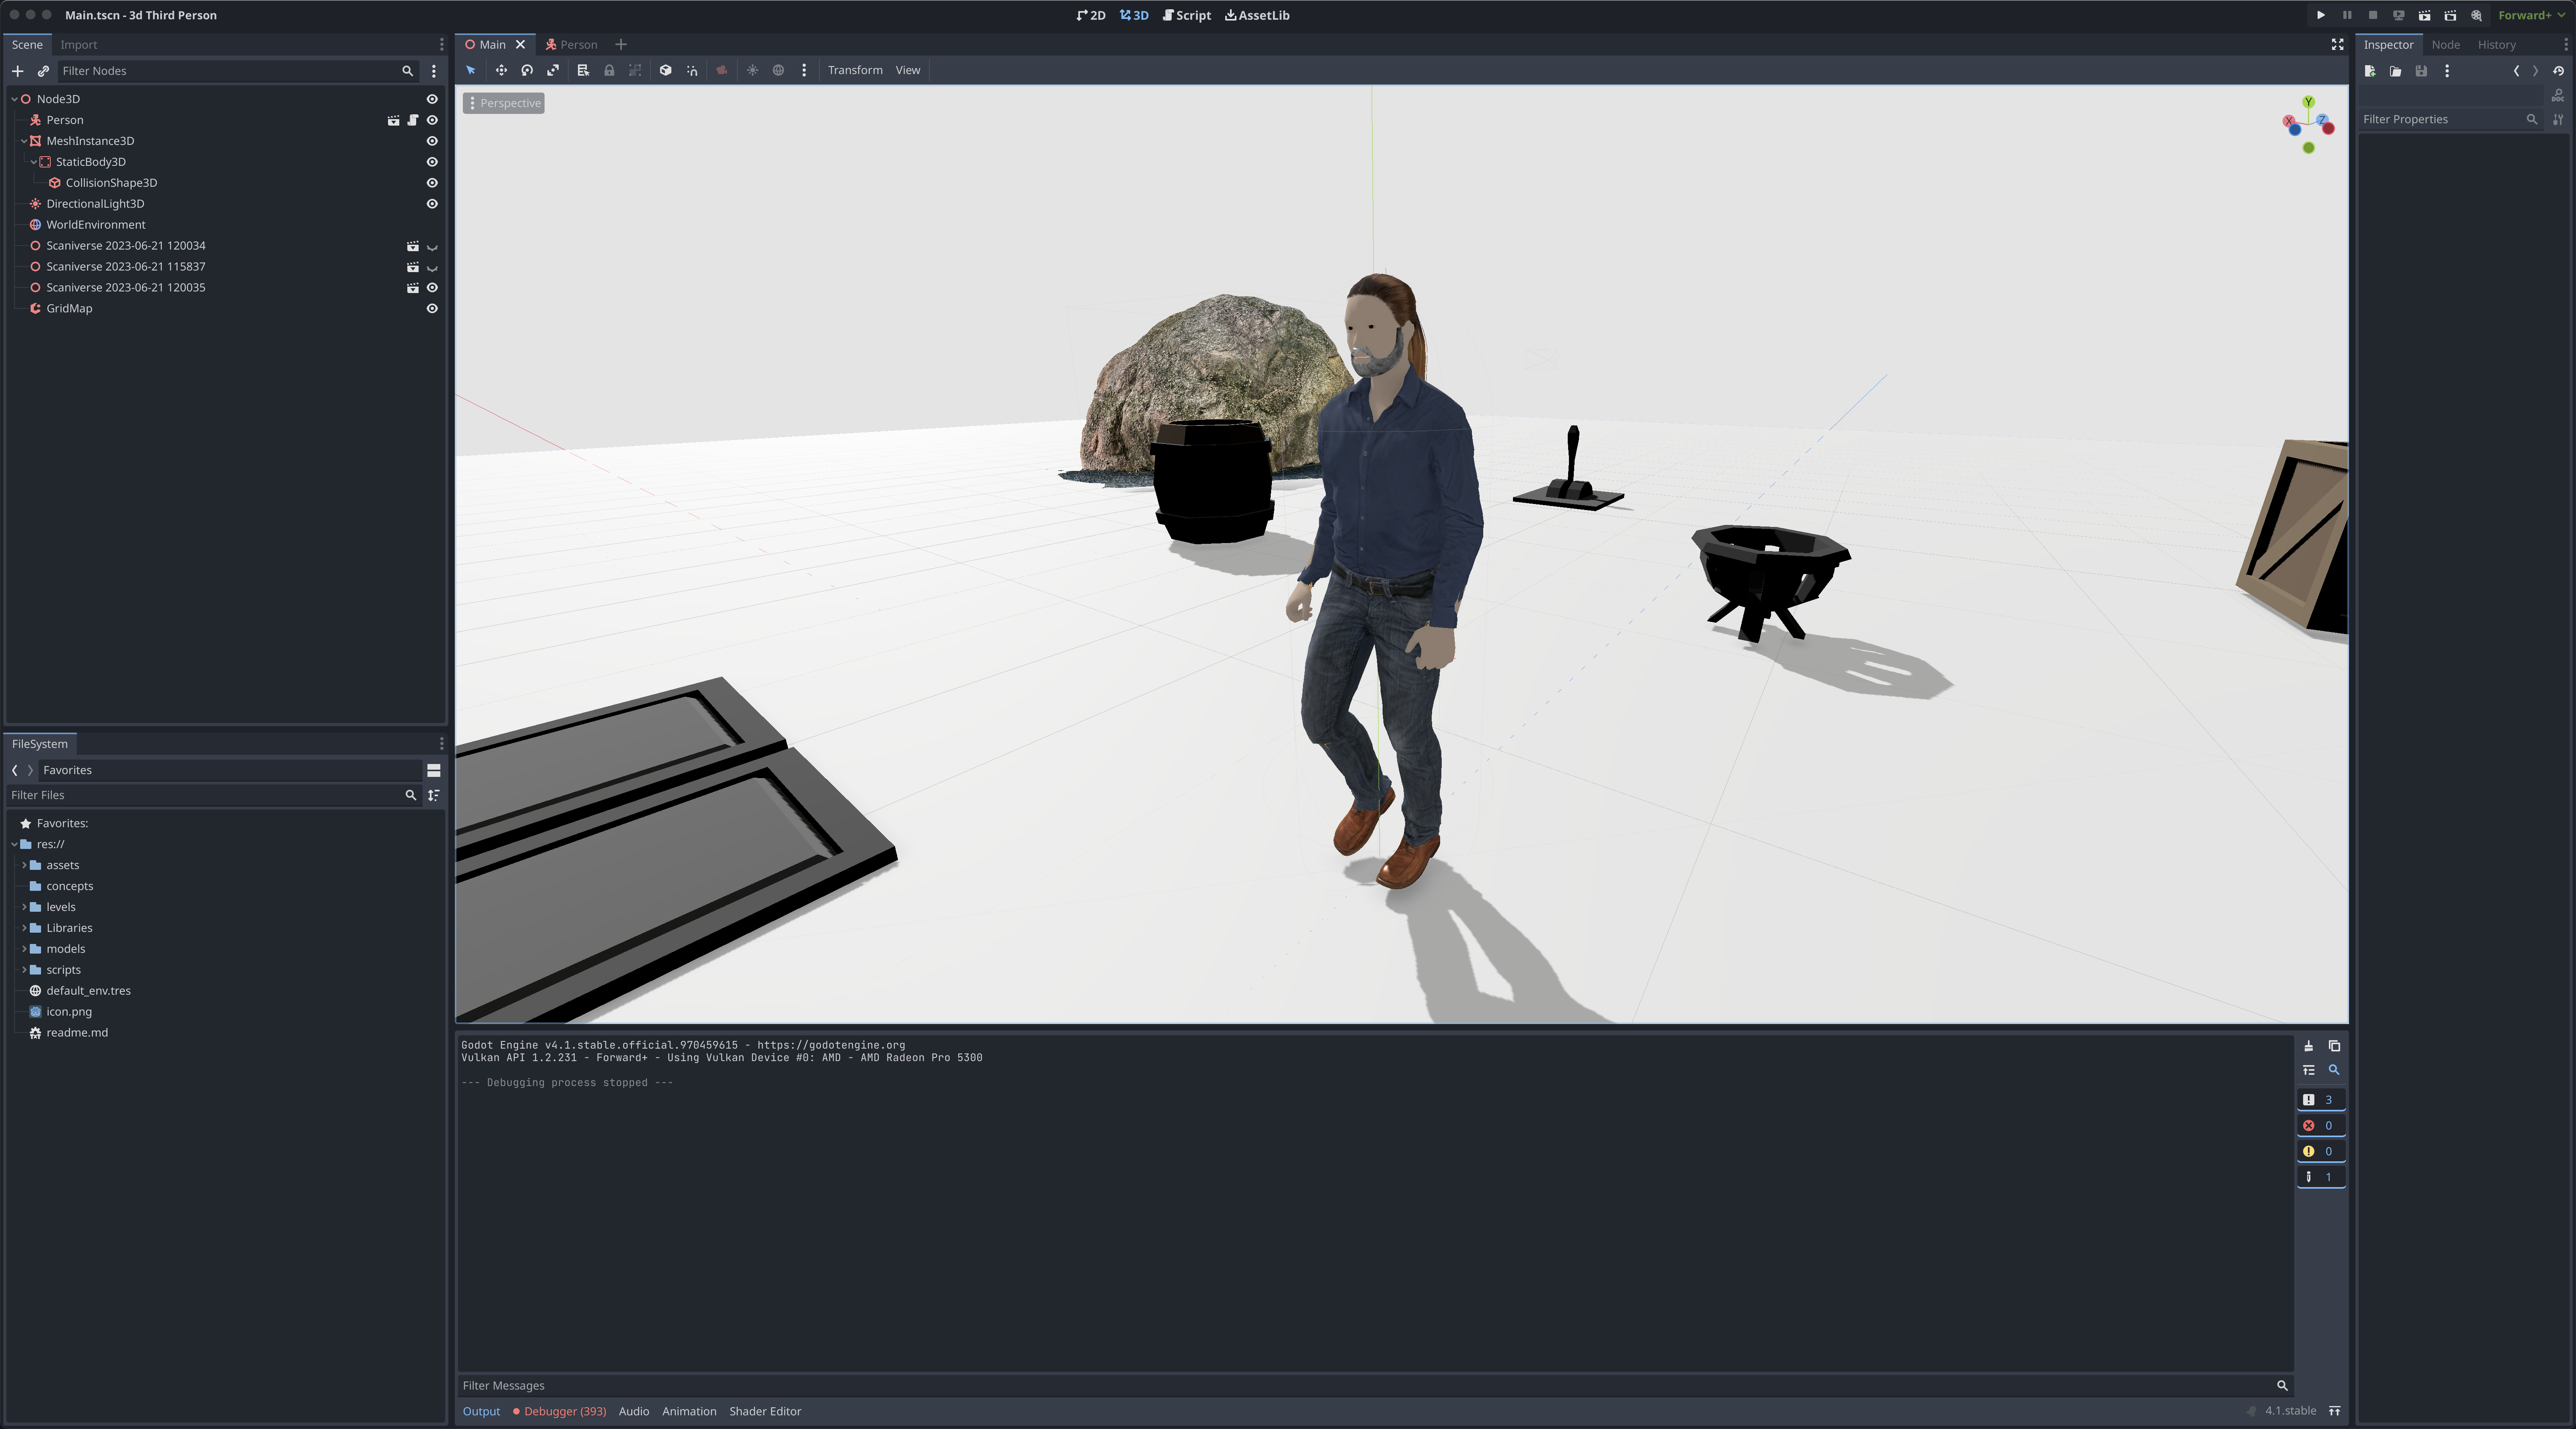 Main.tscn - 3d Third Person
2D 3D Script AssetLib
Forward+
Scene Import
Filter Nodes
Node3D
Person
MeshInstance3D
StaticBody3D
CollisionShape3D
DirectionalLight3D
WorldEnvironment
Scaniverse 2023-06-21 120034
Scaniverse 2023-06-21 115837
Scaniverse 2023-06-21 120035
GridMap
FileSystem
Favorites
Filter Files
Favorites:
res://
assets
concepts
levels
Libraries
models
scripts
default_env.tres
icon.png
readme.md
Main Person
Transform View
Perspective
Y
X Z
Godot Engine v4.1.stable.official.970459615 - https://godotengine.org
Vulkan API 1.2.231 - Forward+ - Using Vulkan Device #0: AMD - AMD Radeon Pro 5300
--- Debugging process stopped ---
3
0
0
1
Filter Messages
Output Debugger (393) Audio Animation Shader Editor
4.1.stable
Inspector Node History
DOC
Filter Properties